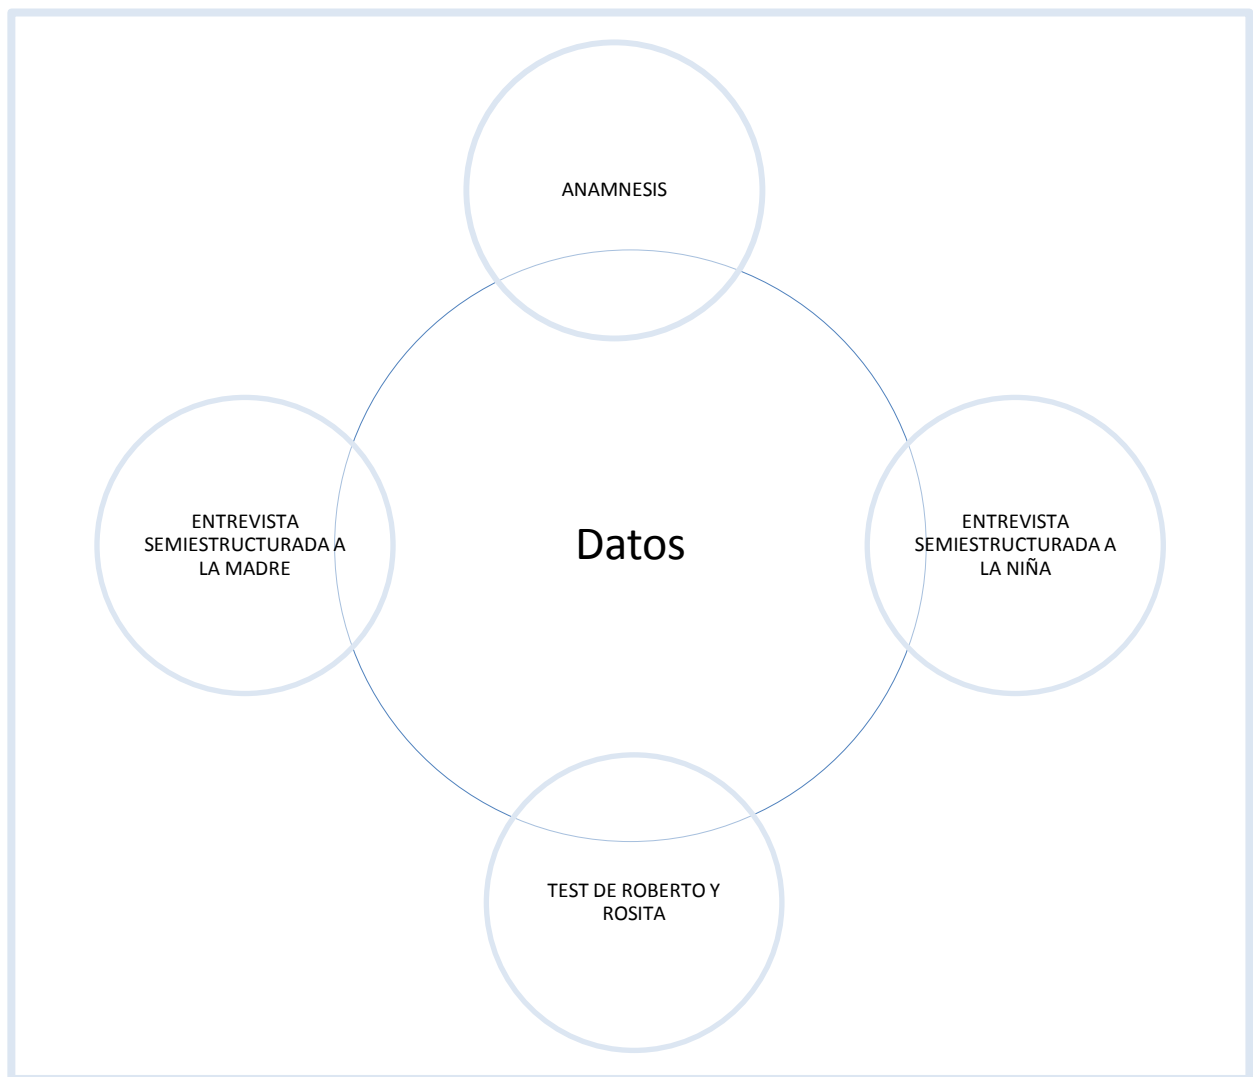 ANAMNESIS
ENTREVISTA
SEMIESTRUCTURADA A
LA MADRE
Datos
ENTREVISTA
SEMIESTRUCTURADA A
LA NIÑA
TEST DE ROBERTO Y
ROSITA